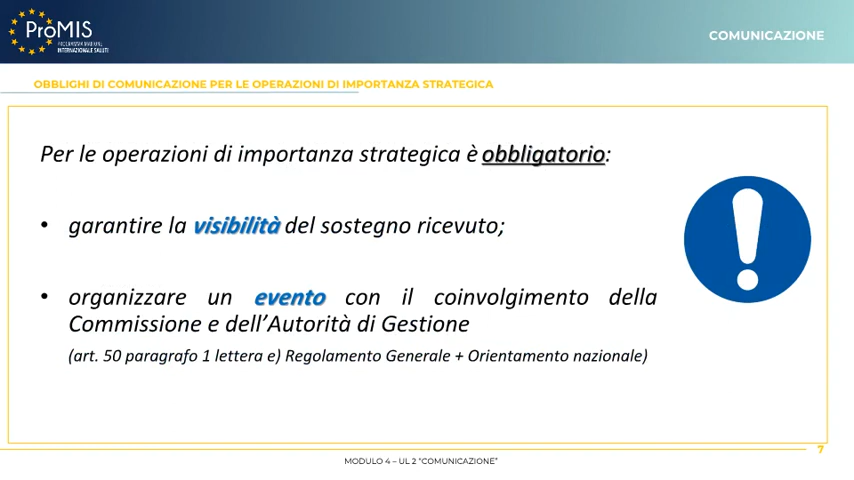 PROMIS
PROGRAMMA MATTONE
INTERNAZIONALE SALUTE
COMUNICAZIONE
OBBLIGHI DI COMUNICAZIONE PER LE OPERAZIONI DI IMPORTANZA STRATEGICA
Per le operazioni di importanza strategica è obbligatorio:
• garantire la visibilità del sostegno ricevuto;
• organizzare un evento con il coinvolgimento della
Commissione e dell’Autorità di Gestione
(art. 50 paragrafo 1 lettera e) Regolamento Generale + Orientamento nazionale)
7
MODULO 4 – UL 2 “COMUNICAZIONE”